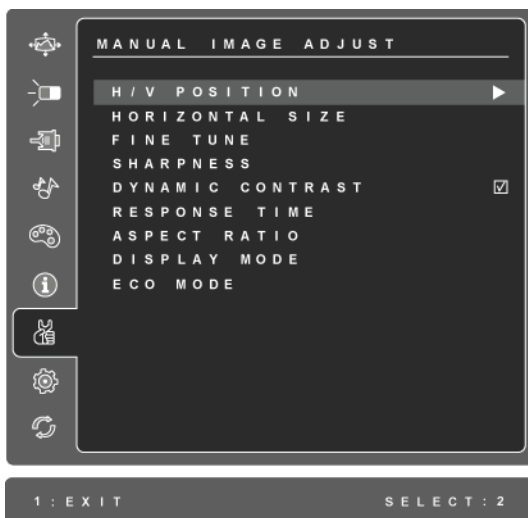 MANUAL IMAGE ADJUST
H/V POSITION
HORIZONTAL SIZE
FINE TUNE
SHARPNESS
DYNAMIC CONTRAST
RESPONSE TIME
ASPECT RATIO
DISPLAY MODE
ECO MODE
1:EXIT SELECT:2